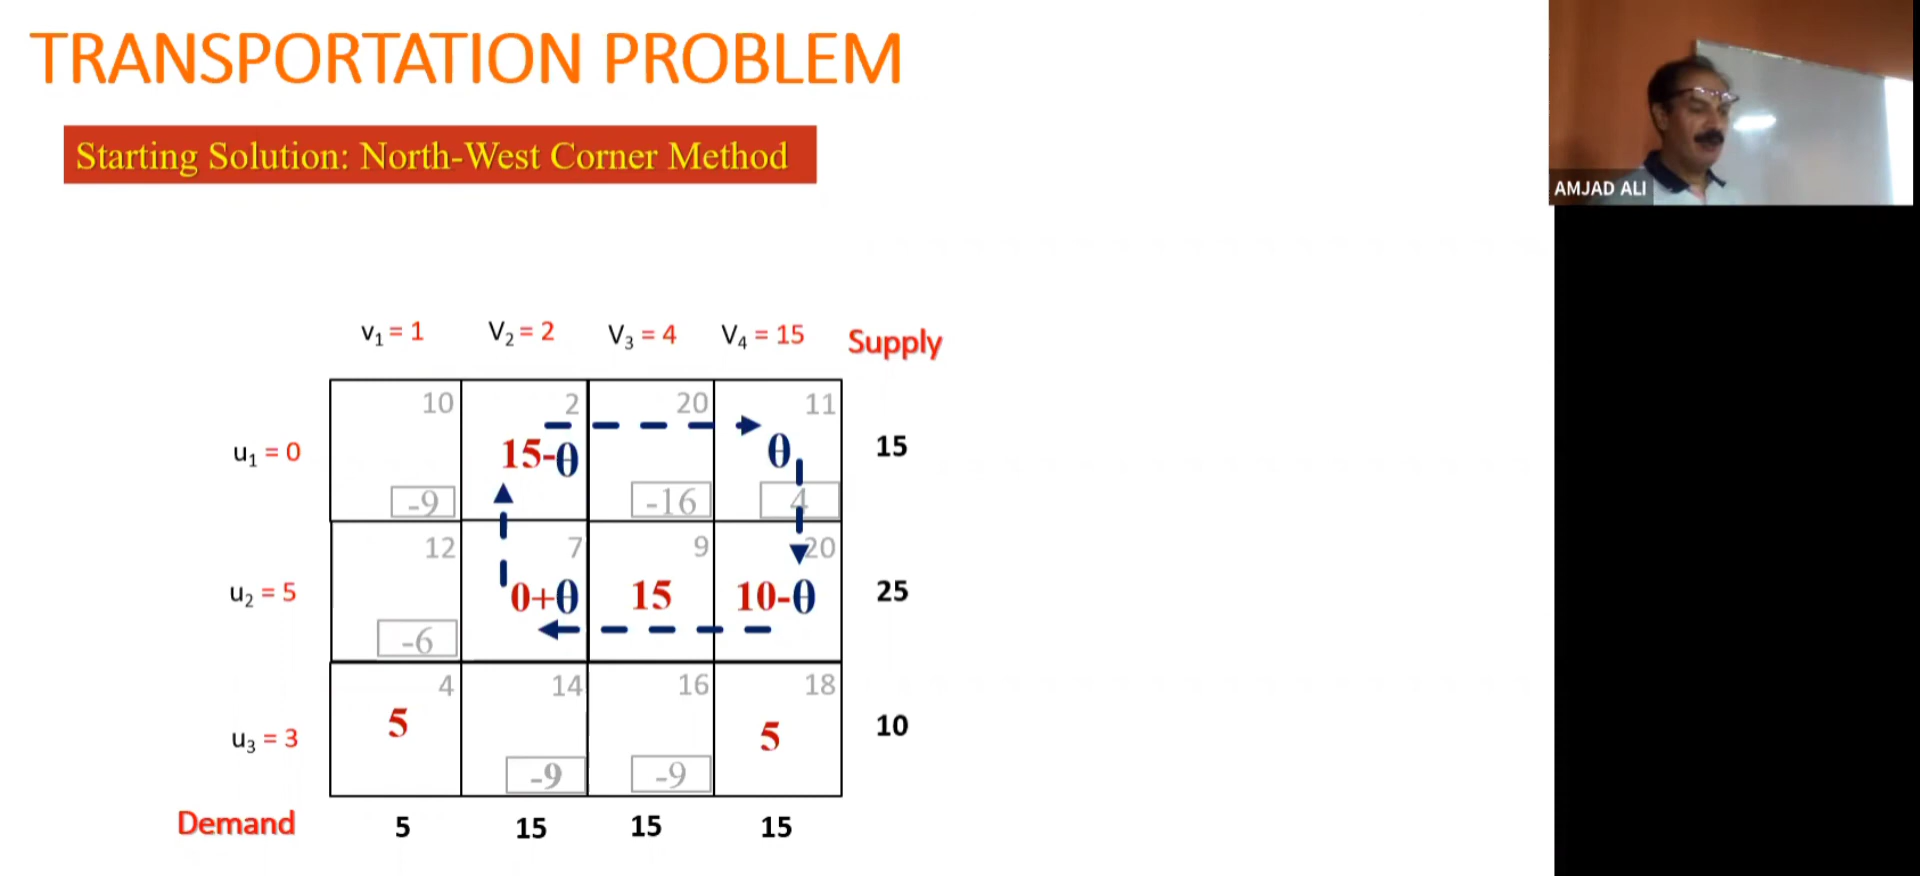 TRANSPORTATION PROBLEM
Starting Solution: North-West Corner Method
AMJAD ALI
v₁ = 1 V₂ = 2 V₃ = 4 V₄ = 15 Supply
10 2 20 11
u₁ = 0 15-θ θ 15
-9 -16 4
12 7 9 20
u₂ = 5 0+θ 15 10-θ 25
-6
4 14 16 18
u₃ = 3 5 5 10
-9 -9
Demand 5 15 15 15